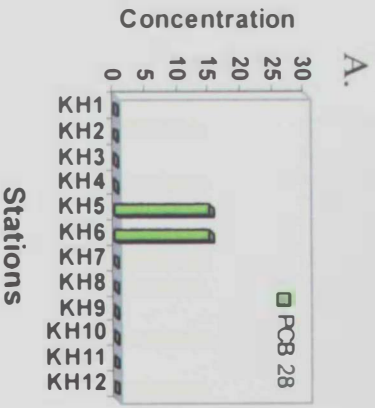 A.
Concentration
30
25
20
15
10
5
0
PCB 28
KH1
KH2
KH3
KH4
KH5
KH6
KH7
KH8
KH9
KH10
KH11
KH12
Stations